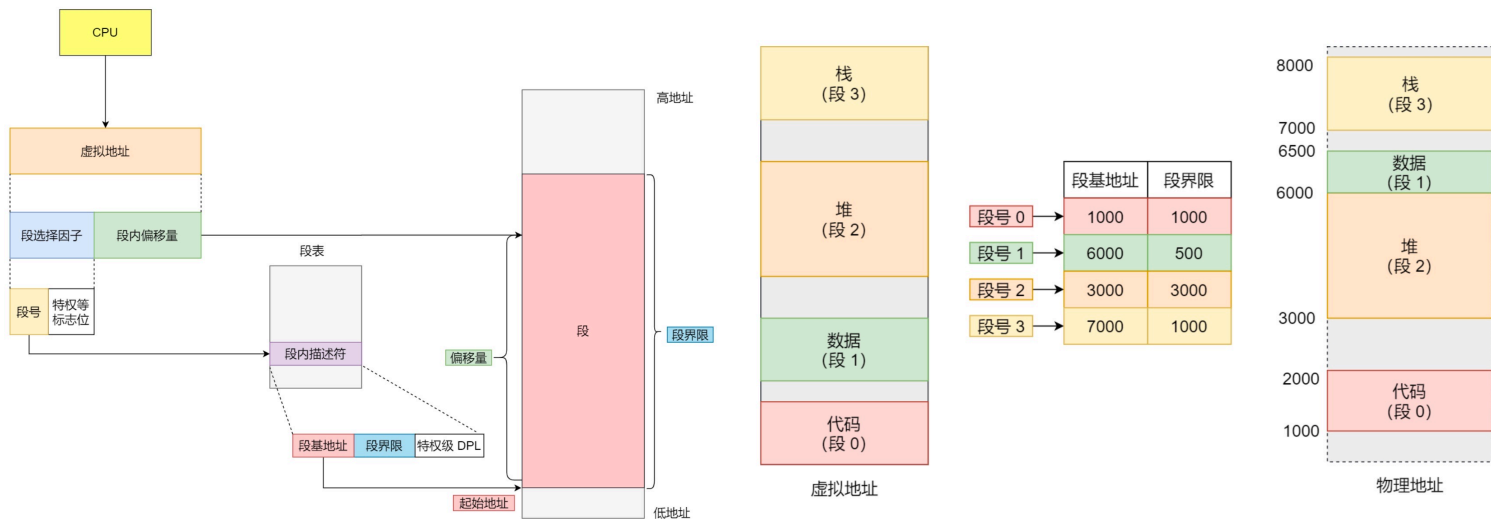 CPU
虚拟地址
段选择因子
段内偏移量
段号
特权等
标志位
段表
段内描述符
段基地址
段界限
特权级 DPL
高地址
段
段界限
偏移量
起始地址
低地址
栈
(段 3)
堆
(段 2)
数据
(段 1)
代码
(段 0)
虚拟地址
段基地址 段界限
段号 0 1000 1000
段号 1 6000 500
段号 2 3000 3000
段号 3 7000 1000
8000
栈
(段 3)
7000
6500
数据
(段 1)
6000
堆
(段 2)
3000
2000
代码
(段 0)
1000
物理地址